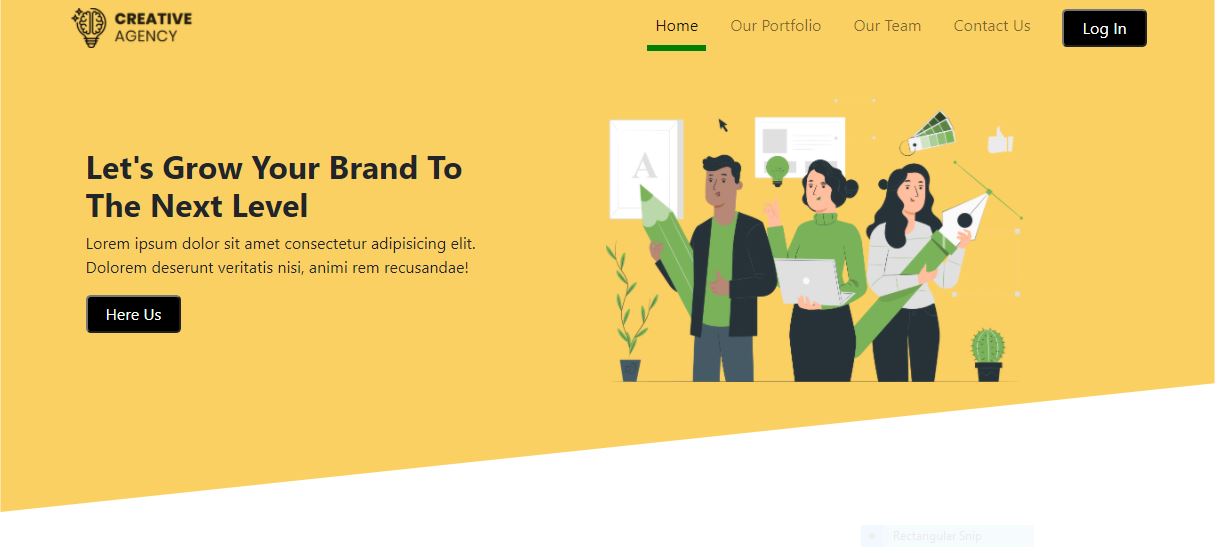 CREATIVE
AGENCY
Home
Our Portfolio
Our Team
Contact Us
Log In
A
Let's Grow Your Brand To
The Next Level
Lorem ipsum dolor sit amet consectetur adipisicing elit.
Dolorem deserunt veritatis nisi, animi rem recusandae!
Here Us
Rectangular Snip